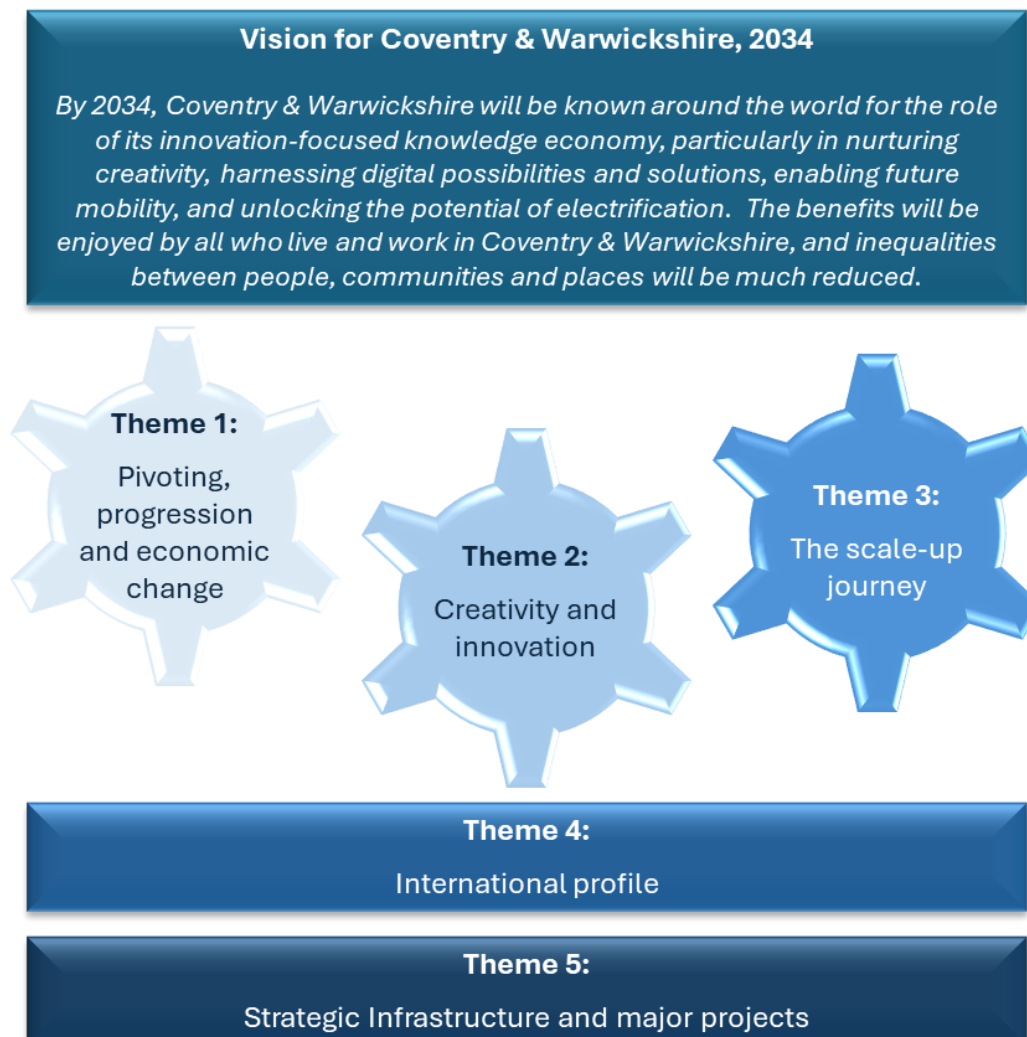 Vision for Coventry & Warwickshire, 2034
By 2034, Coventry & Warwickshire will be known around the world for the role
of its innovation-focused knowledge economy, particularly in nurturing
creativity, harnessing digital possibilities and solutions, enabling future
mobility, and unlocking the potential of electrification.  The benefits will be
enjoyed by all who live and work in Coventry & Warwickshire, and inequalities
between people, communities and places will be much reduced.
Theme 1:
Pivoting,
progression
and economic
change
Theme 2:
Creativity and
innovation
Theme 3:
The scale-up
journey
Theme 4:
International profile
Theme 5:
Strategic Infrastructure and major projects